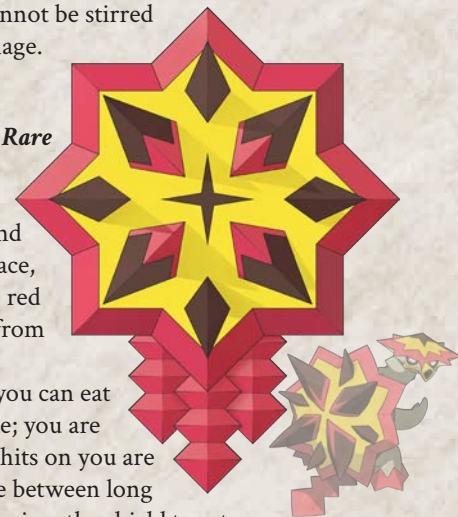 nnot be stirred
age.
Rare
nd
ace,
red
from
you can eat
e; you are
hits on you are
e between long